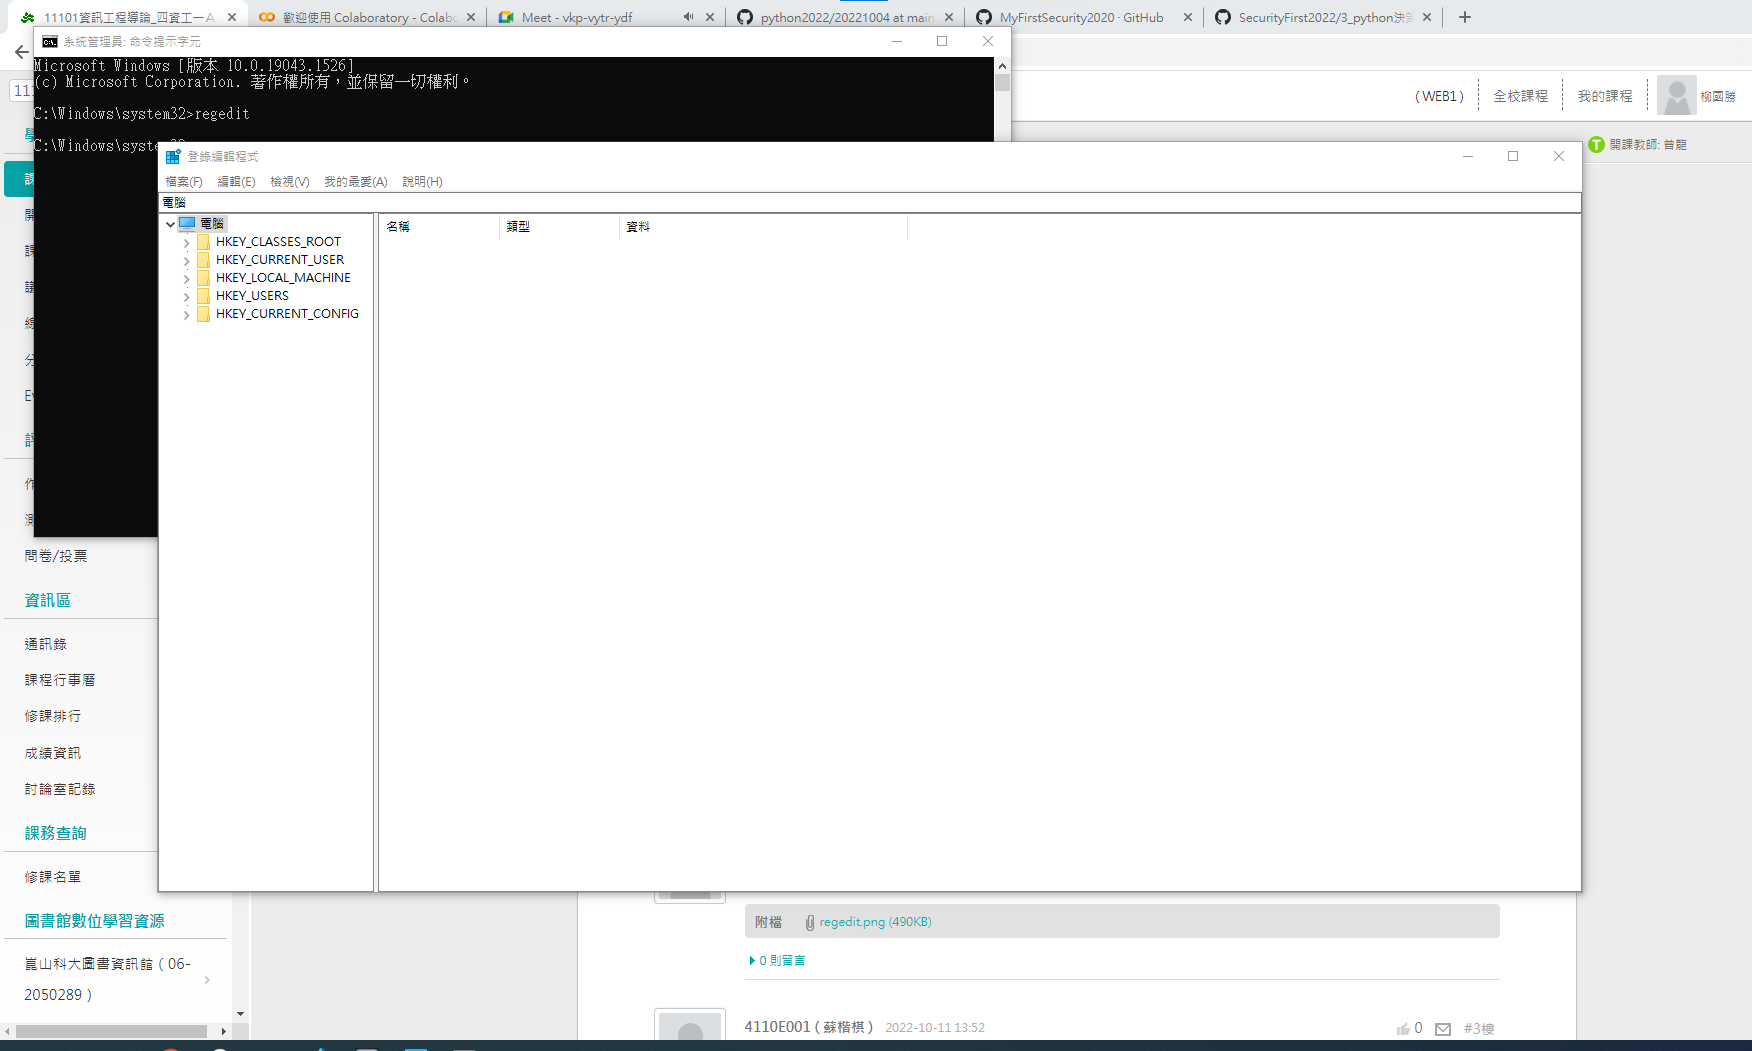 11101資訊工程導論_四資工一A
歡迎使用 Colaboratory - Colab
Meet - vkp-vytr-ydf
python2022/20221004 at main
MyFirstSecurity2020 · GitHub
SecurityFirst2022/3_python決策
系統管理員: 命令提示字元
Microsoft Windows [版本 10.0.19043.1526]
(c) Microsoft Corporation. 著作權所有，並保留一切權利。
C:\Windows\system32>regedit
C:\Windows\syste
(WEB1)
全校課程
我的課程
柳國勝
開課教師: 曾龍
登錄編輯程式
檔案(F) 編輯(E) 檢視(V) 我的最愛(A) 說明(H)
電腦
電腦
名稱 類型 資料
HKEY_CLASSES_ROOT
HKEY_CURRENT_USER
HKEY_LOCAL_MACHINE
HKEY_USERS
HKEY_CURRENT_CONFIG
問卷/投票
資訊區
通訊錄
課程行事曆
修課排行
成績資訊
討論室記錄
課務查詢
修課名單
圖書館數位學習資源
崑山科大圖書資訊館 ( 06-
2050289 )
附檔 regedit.png (490KB)
0 則留言
4110E001 ( 蘇楷棋 ) 2022-10-11 13:52
0
#3樓